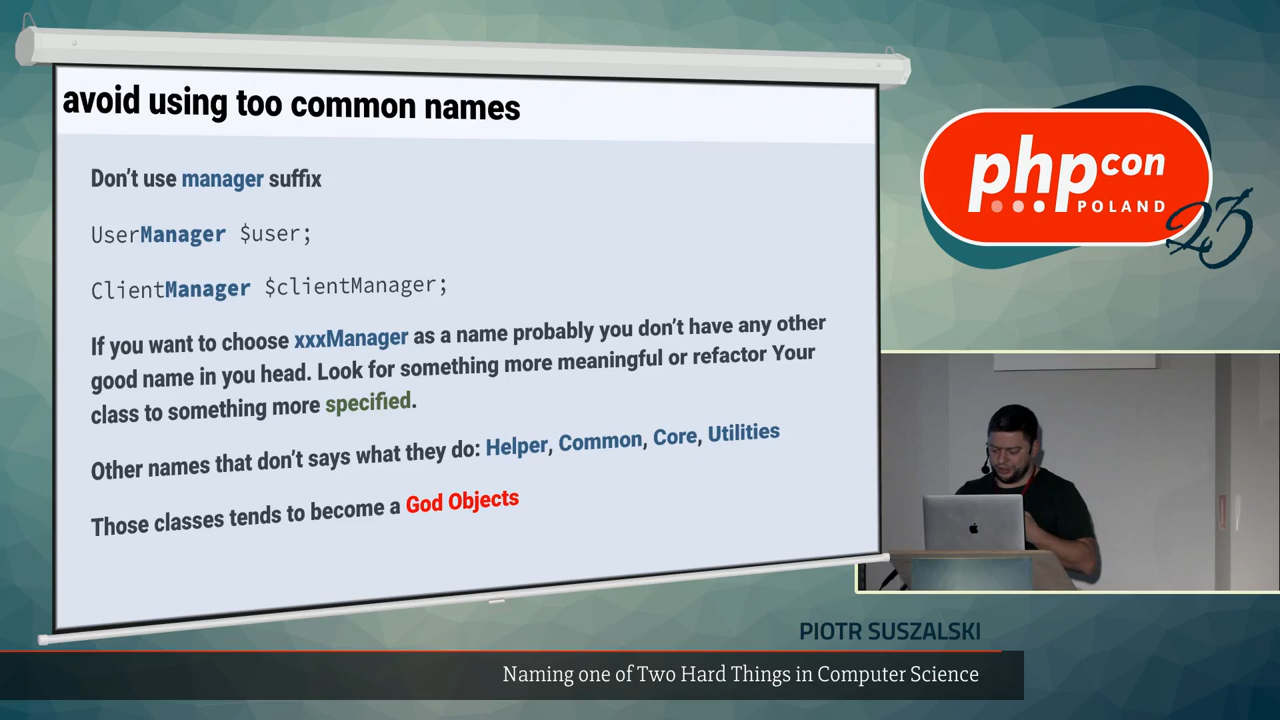 avoid using too common names
Don't use manager suffix
UserManager $user;
ClientManager $clientManager;
If you want to choose xxxManager as a name probably you don't have any other
good name in you head. Look for something more meaningful or refactor Your
class to something more specified.
Other names that don't says what they do: Helper, Common, Core, Utilities
Those classes tends to become a God Objects
phpcon
POLAND
23
PIOTR SUSZALSKI
Naming one of Two Hard Things in Computer Science